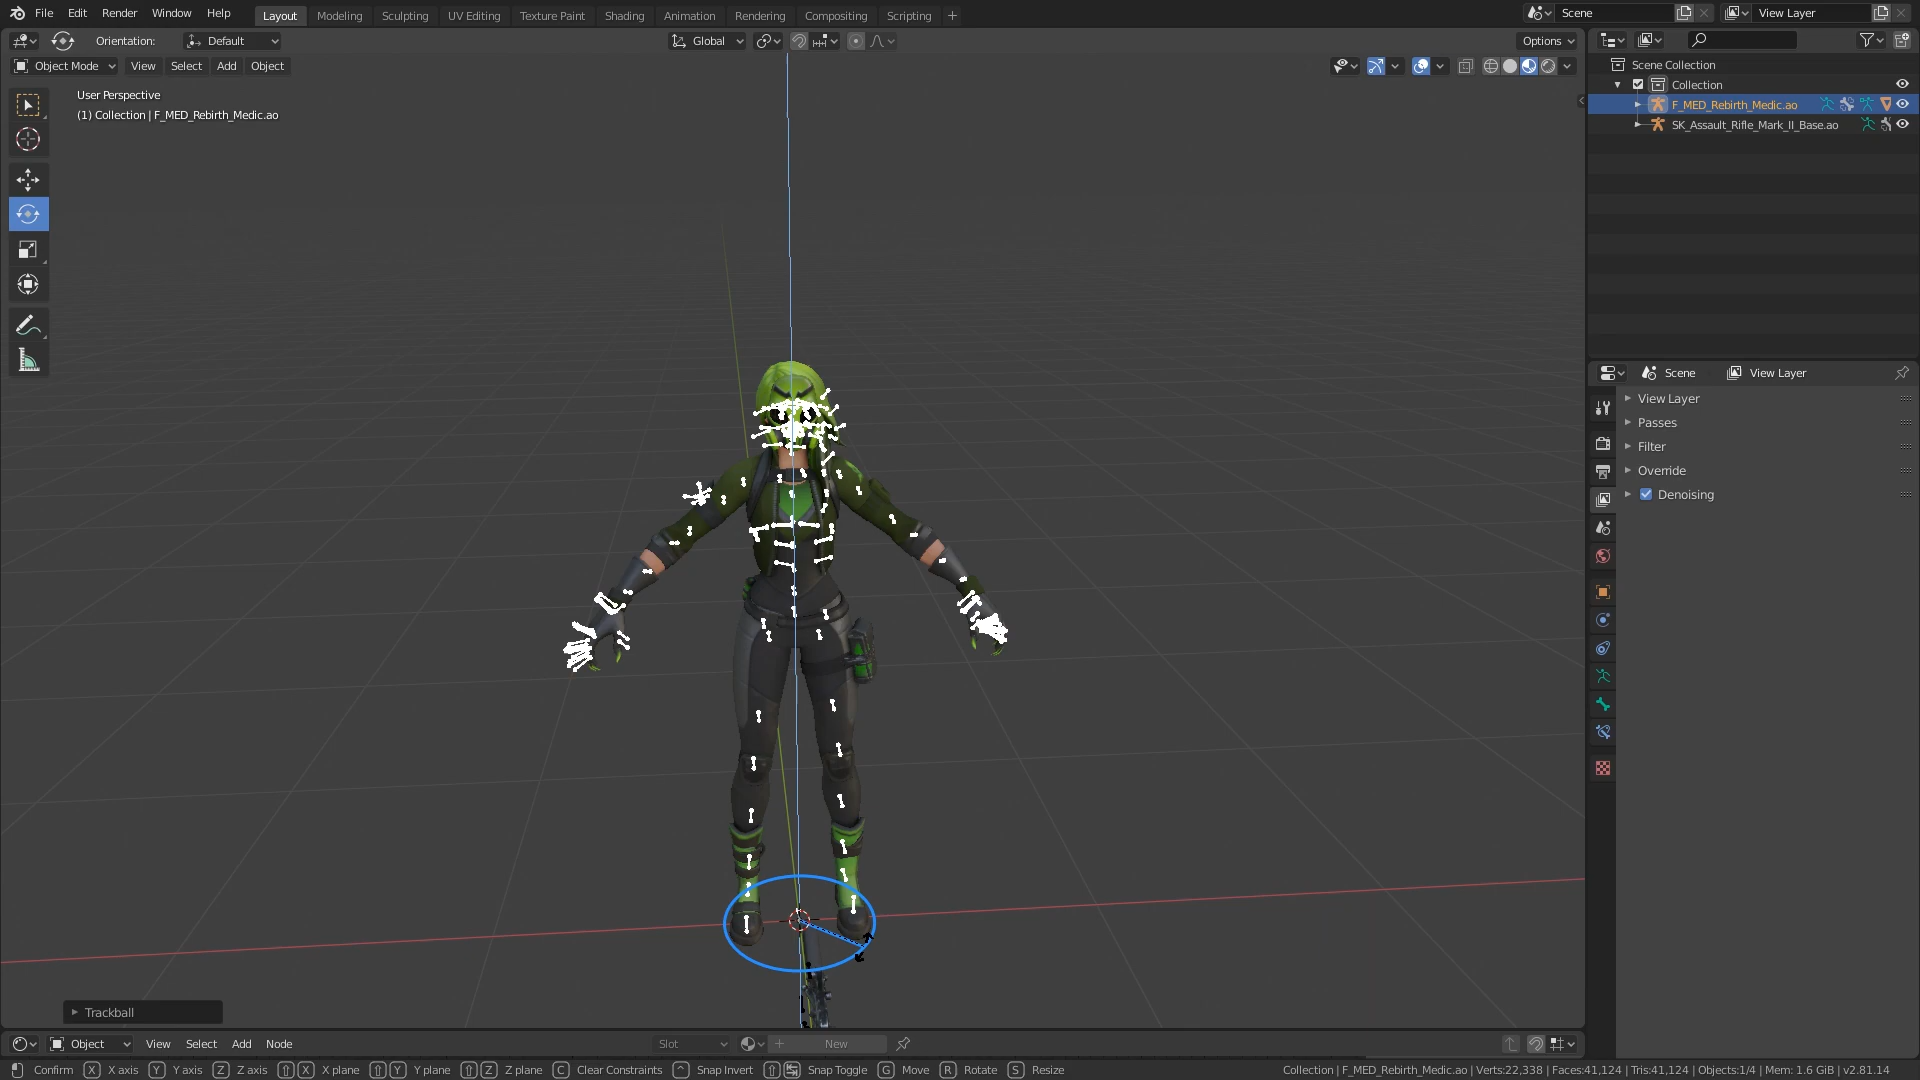 File Edit Render Window Help Layout Modeling Sculpting UV Editing Texture Paint Shading Animation Rendering Compositing Scripting + Scene View Layer
Orientation: Default Global Options
Object Mode View Select Add Object
User Perspective
(1) Collection | F_MED_Rebirth_Medic.ao
Scene Collection
Collection
F_MED_Rebirth_Medic.ao
SK_Assault_Rifle_Mark_II_Base.ao
Scene View Layer
View Layer
Passes
Filter
Override
Denoising
Trackball
Object View Select Add Node Slot + New
Confirm X X axis Y Y axis Z Z axis X X plane Y Y plane Z Z plane C Clear Constraints ^ Snap Invert Snap Toggle G Move R Rotate S Resize Collection | F_MED_Rebirth_Medic.ao | Verts:22,338 | Faces:41,124 | Tris:41,124 | Objects:1/4 | Mem: 1.6 GiB | v2.81.14